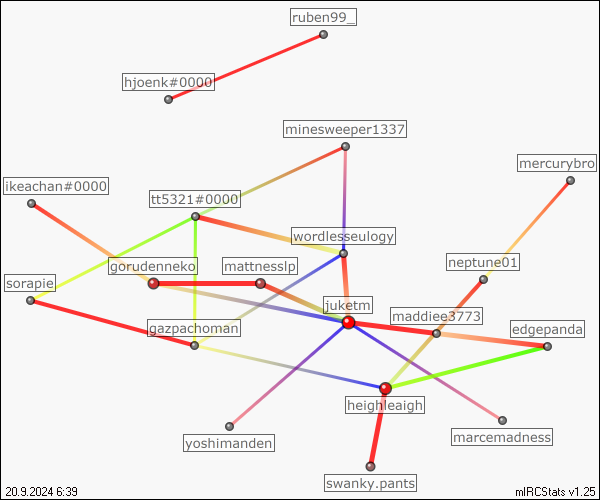 ruben99_
hjoenk#0000
minesweeper1337
mercurybro
ikeachan#0000
tt5321#0000
wordlesseulogy
neptune01
gorudenneko
mattnesslp
sorapie
juketm
maddiee3773
gazpachoman
edgepanda
heighleaigh
yoshimanden
marcemadness
swanky.pants
20.9.2024 6:39
mIRCStats v1.25